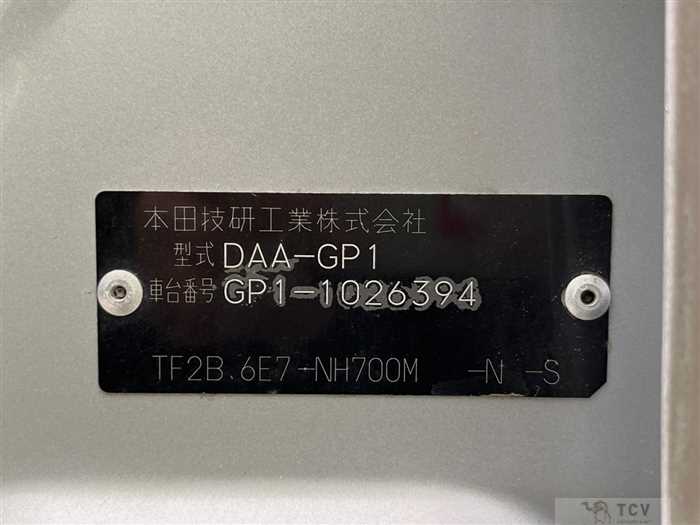 本田技研工業株式会社
型式 DAA-GP1
車台番号 GP1-1026394
TF2B.6E7-NH700M -N -S
TCV